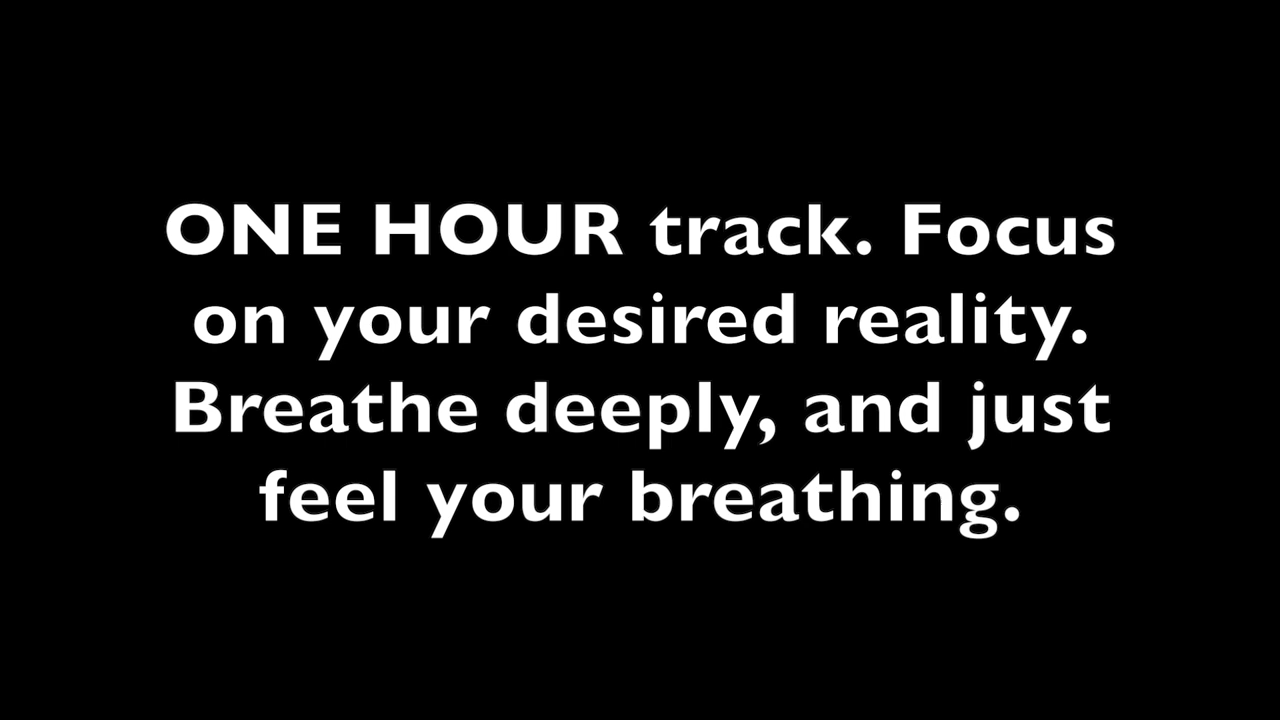 ONE HOUR track. Focus
on your desired reality.
Breathe deeply, and just
feel your breathing.